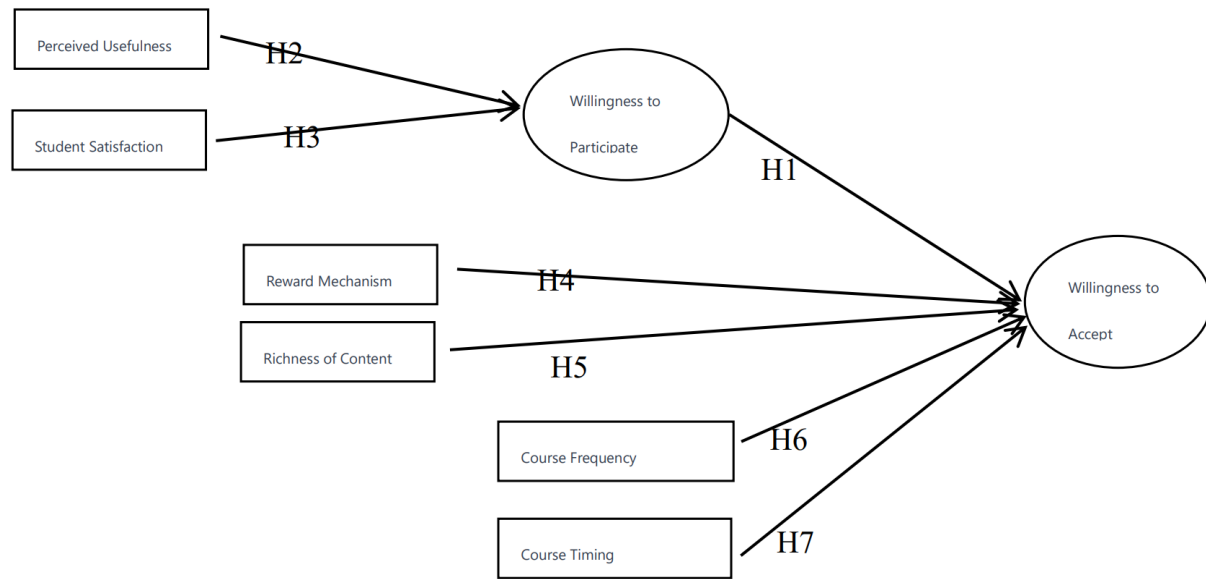 Perceived Usefulness
H2
Student Satisfaction
H3
Willingness to
Participate
H1
Reward Mechanism
H4
Richness of Content
H5
Willingness to
Accept
Course Frequency
H6
Course Timing
H7